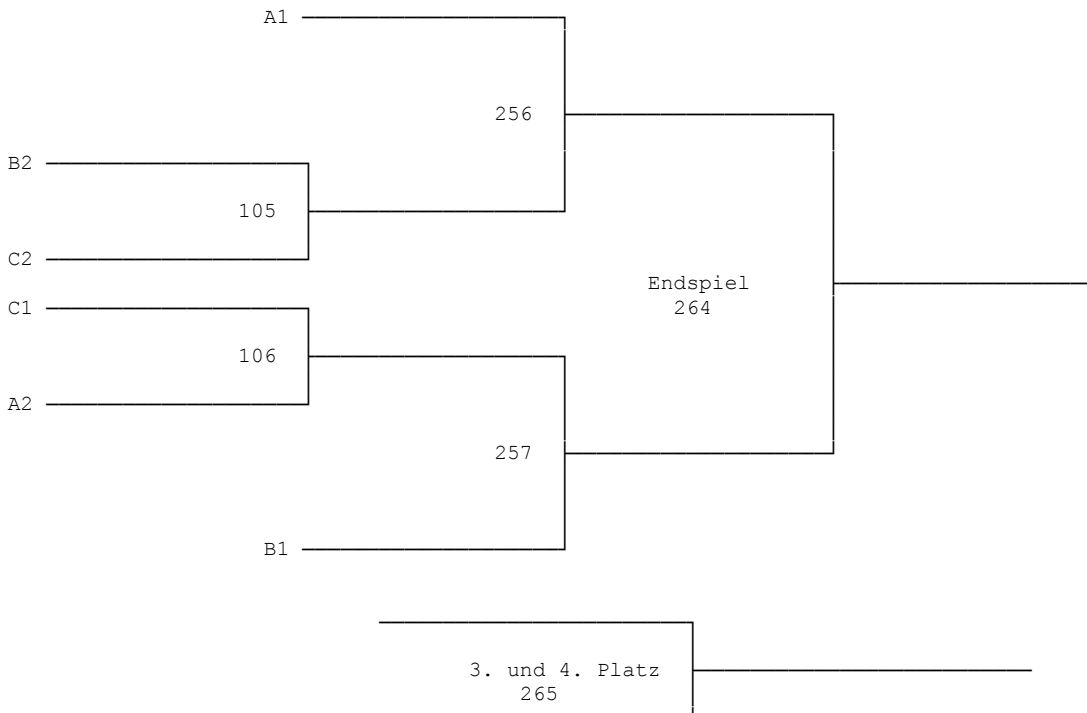 A1
256
B2
105
C2
Endspiel
C1
264
106
A2
257
B1
3. und 4. Platz
265